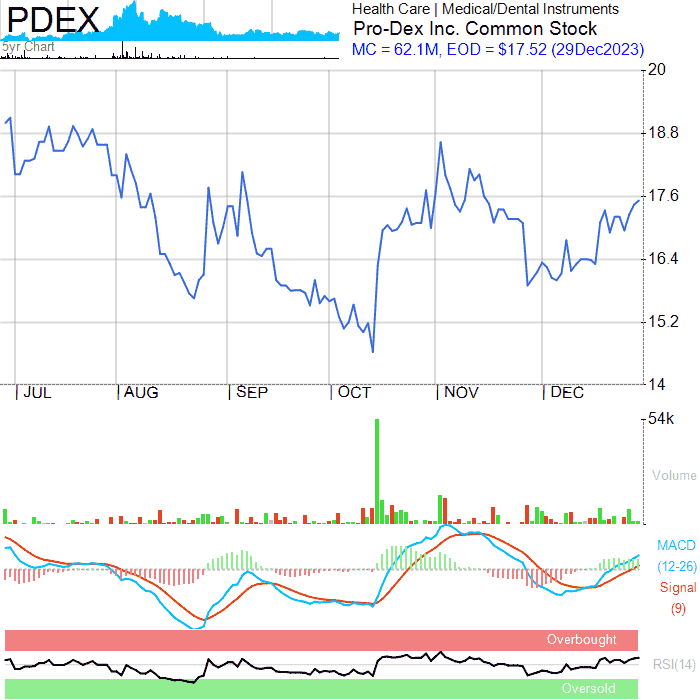 PDEX
5yr Chart
Health Care | Medical/Dental Instruments
Pro-Dex Inc. Common Stock
MC = 62.1M, EOD = $17.52 (29Dec2023)
20
18.8
17.6
16.4
15.2
14
JUL AUG SEP OCT NOV DEC
54k
Volume
MACD
(12-26)
Signal
(9)
Overbought
RSI(14)
Oversold